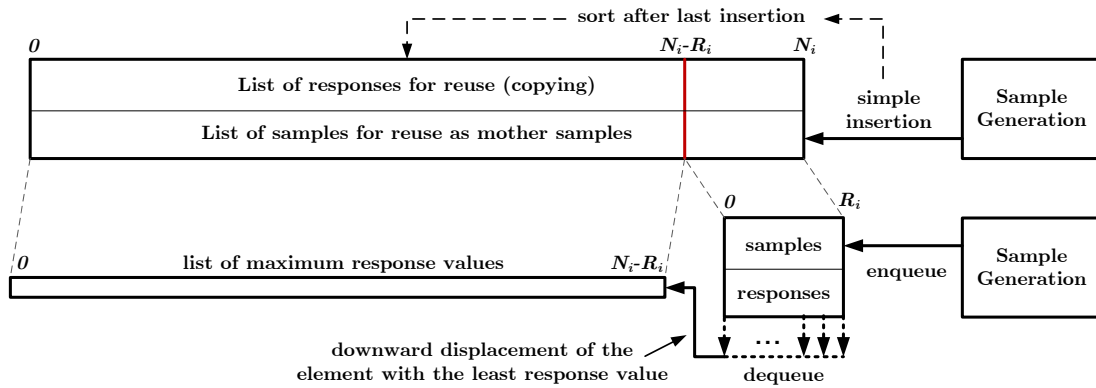 sort after last insertion
0
N_i-R_i
N_i
List of responses for reuse (copying)
List of samples for reuse as mother samples
simple
insertion
Sample
Generation
0
R_i
samples
responses
enqueue
Sample
Generation
0
list of maximum response values
N_i-R_i
...
downward displacement of the
element with the least response value
dequeue